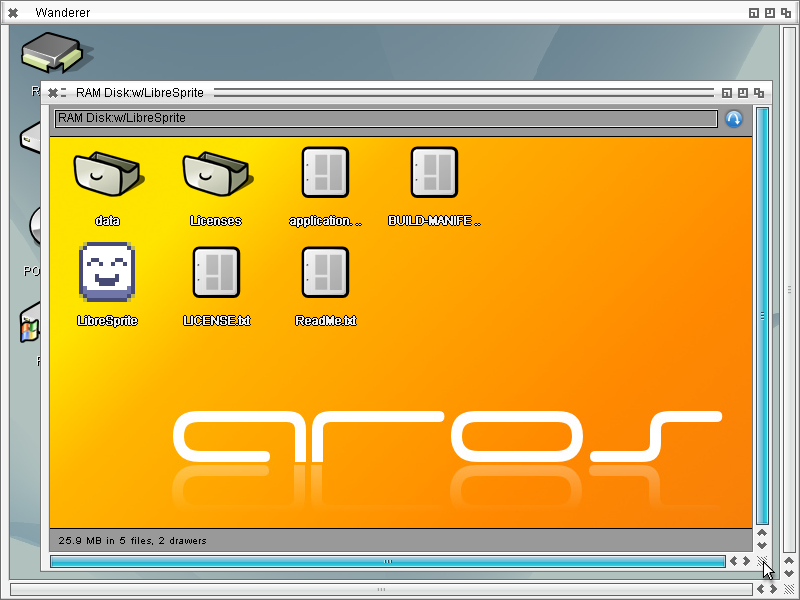 Wanderer
RAM Disk:w/LibreSprite
RAM Disk:w/LibreSprite
data
Licenses
application...
BUILD-MANIFE...
LibreSprite
LICENSE.txt
ReadMe.txt
aros
25.9 MB in 5 files, 2 drawers